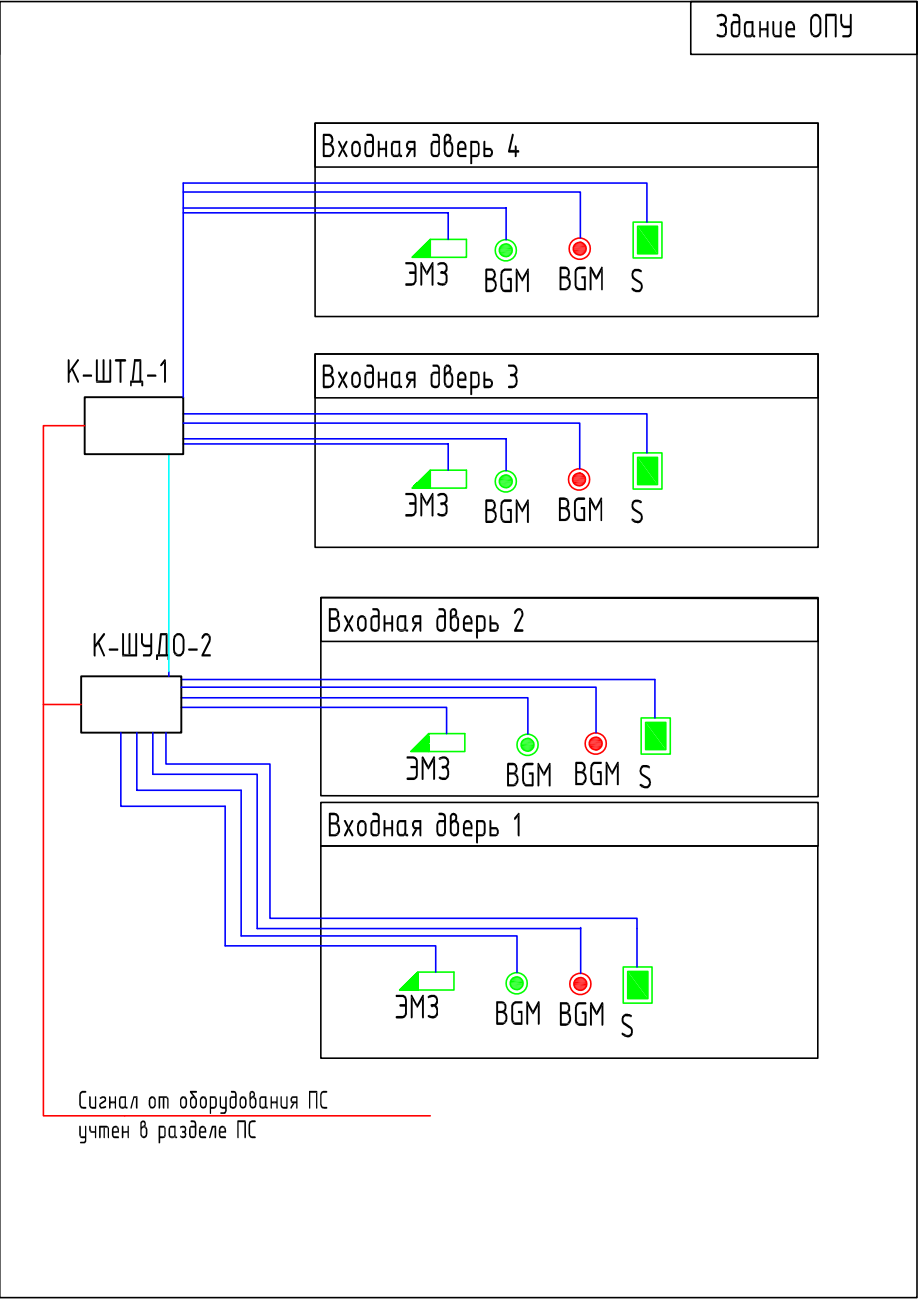 Здание ОПУ
Входная дверь 4
ЭМЗ
BGM
BGM
S
К-ШТД-1
Входная дверь 3
ЭМЗ
BGM
BGM
S
Входная дверь 2
К-ШУДО-2
ЭМЗ
BGM
BGM
S
Входная дверь 1
ЭМЗ
BGM
BGM
S
Сигнал от оборудования ПС
учтен в разделе ПС